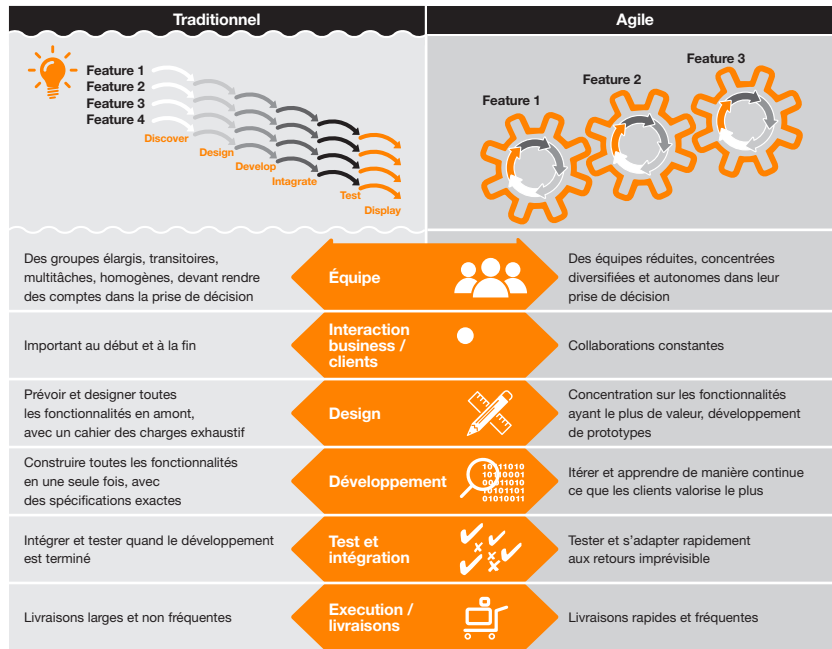 Traditionnel
Agile
Feature 1
Feature 2
Feature 3
Feature 4
Discover
Design
Develop
Intagrate
Test
Display
Feature 1
Feature 2
Feature 3
Des groupes élargis, transitoires,
multitâches, homogènes, devant rendre
des comptes dans la prise de décision
Équipe
Des équipes réduites, concentrées
diversifiées et autonomes dans leur
prise de décision
Important au début et à la fin
Interaction
business /
clients
Collaborations constantes
Prévoir et designer toutes
les fonctionnalités en amont,
avec un cahier des charges exhaustif
Design
Concentration sur les fonctionnalités
ayant le plus de valeur, développement
de prototypes
Construire toutes les fonctionnalités
en une seule fois, avec
des spécifications exactes
Développement
Itérer et apprendre de manière continue
ce que les clients valorise le plus
Intégrer et tester quand le développement
est terminé
Test et
intégration
Tester et s'adapter rapidement
aux retours imprévisible
Livraisons larges et non fréquentes
Execution /
livraisons
Livraisons rapides et fréquentes